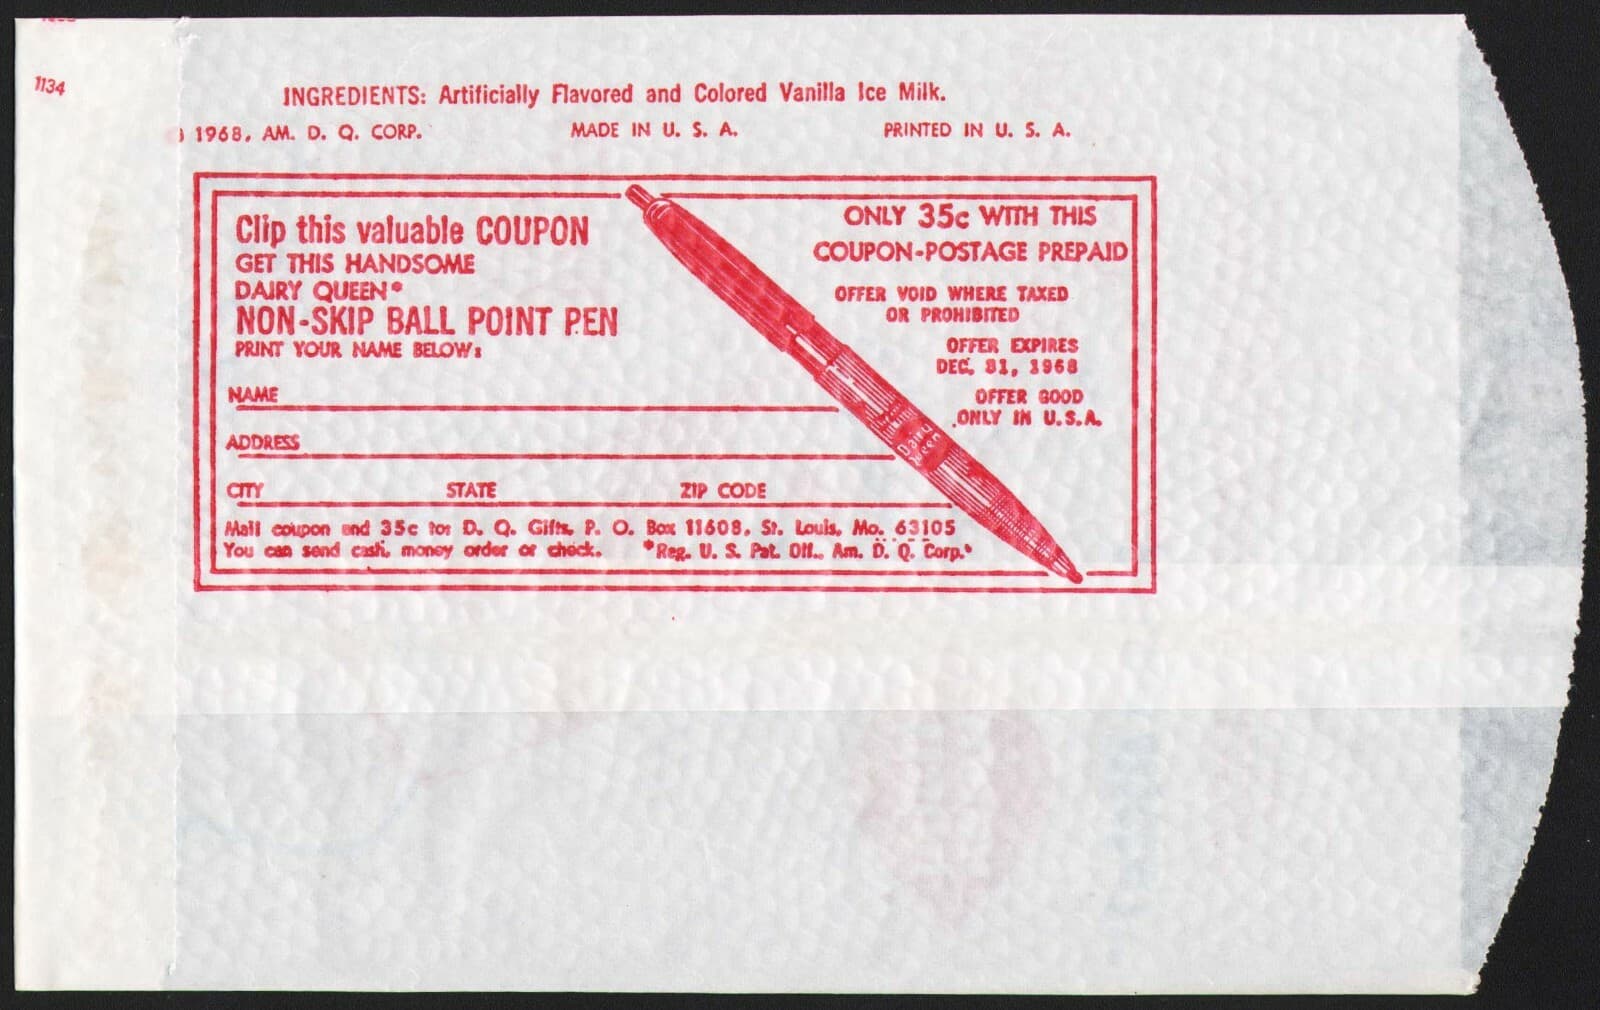 1134
INGREDIENTS: Artificially Flavored and Colored Vanilla Ice Milk.
1968, AM. D. Q. CORP. MADE IN U. S. A. PRINTED IN U. S. A.
Clip this valuable COUPON
GET THIS HANDSOME
DAIRY QUEEN*
NON-SKIP BALL POINT PEN
PRINT YOUR NAME BELOW:
NAME
ADDRESS
CITY STATE ZIP CODE
Mail coupon and 35c to: D. Q. Gifts, P. O. Box 11608, St. Louis, Mo. 63105
You can send cash, money order or check. *Reg. U. S. Pat. Off., Am. D. Q. Corp.
Dairy
Queen
ONLY 35c WITH THIS
COUPON-POSTAGE PREPAID
OFFER VOID WHERE TAXED
OR PROHIBITED
OFFER EXPIRES
DEC. 31, 1968
OFFER GOOD
ONLY IN U.S.A.